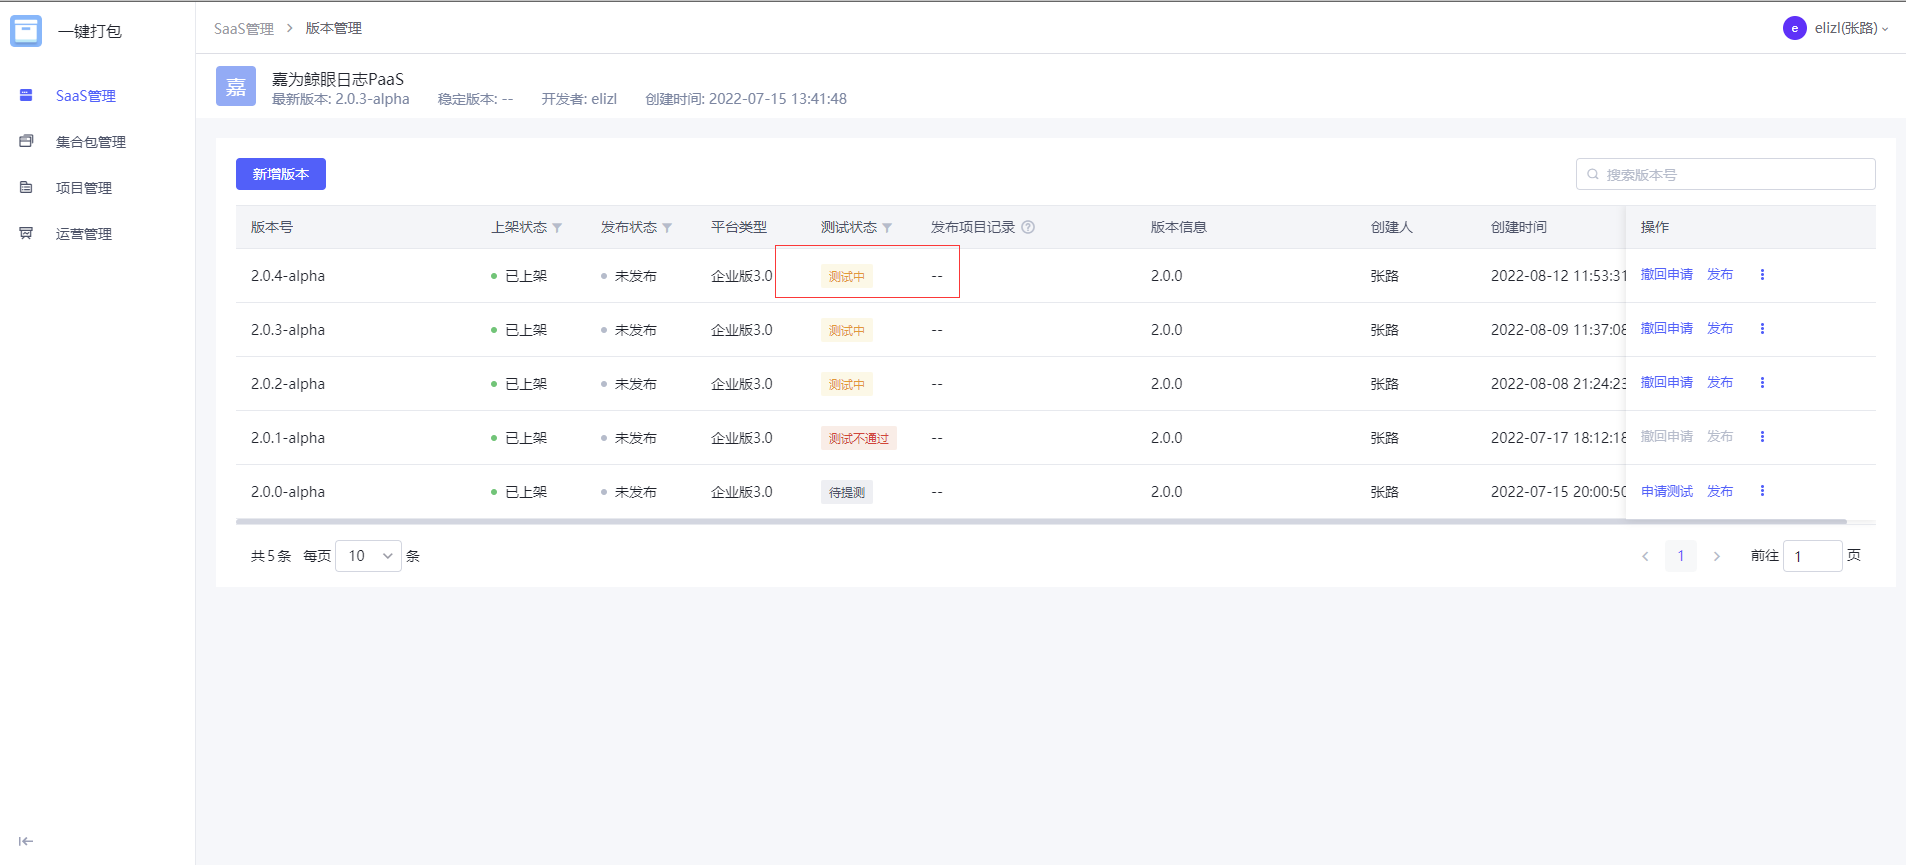 一键打包
SaaS管理 > 版本管理
e elizl(张路)
SaaS管理
集合包管理
项目管理
运营管理
嘉
嘉为鲸眼日志PaaS
最新版本: 2.0.3-alpha 稳定版本: -- 开发者: elizl 创建时间: 2022-07-15 13:41:48
新增版本
搜索版本号
版本号 上架状态 发布状态 平台类型 测试状态 发布项目记录 版本信息 创建人 创建时间 操作
2.0.4-alpha 已上架 未发布 企业版3.0 测试中 -- 2.0.0 张路 2022-08-12 11:53:31 撤回申请 发布
2.0.3-alpha 已上架 未发布 企业版3.0 测试中 -- 2.0.0 张路 2022-08-09 11:37:08 撤回申请 发布
2.0.2-alpha 已上架 未发布 企业版3.0 测试中 -- 2.0.0 张路 2022-08-08 21:24:23 撤回申请 发布
2.0.1-alpha 已上架 未发布 企业版3.0 测试不通过 -- 2.0.0 张路 2022-07-17 18:12:18 撤回申请 发布
2.0.0-alpha 已上架 未发布 企业版3.0 待提测 -- 2.0.0 张路 2022-07-15 20:00:50 申请测试 发布
共5条 每页 10 条 1 前往 1 页